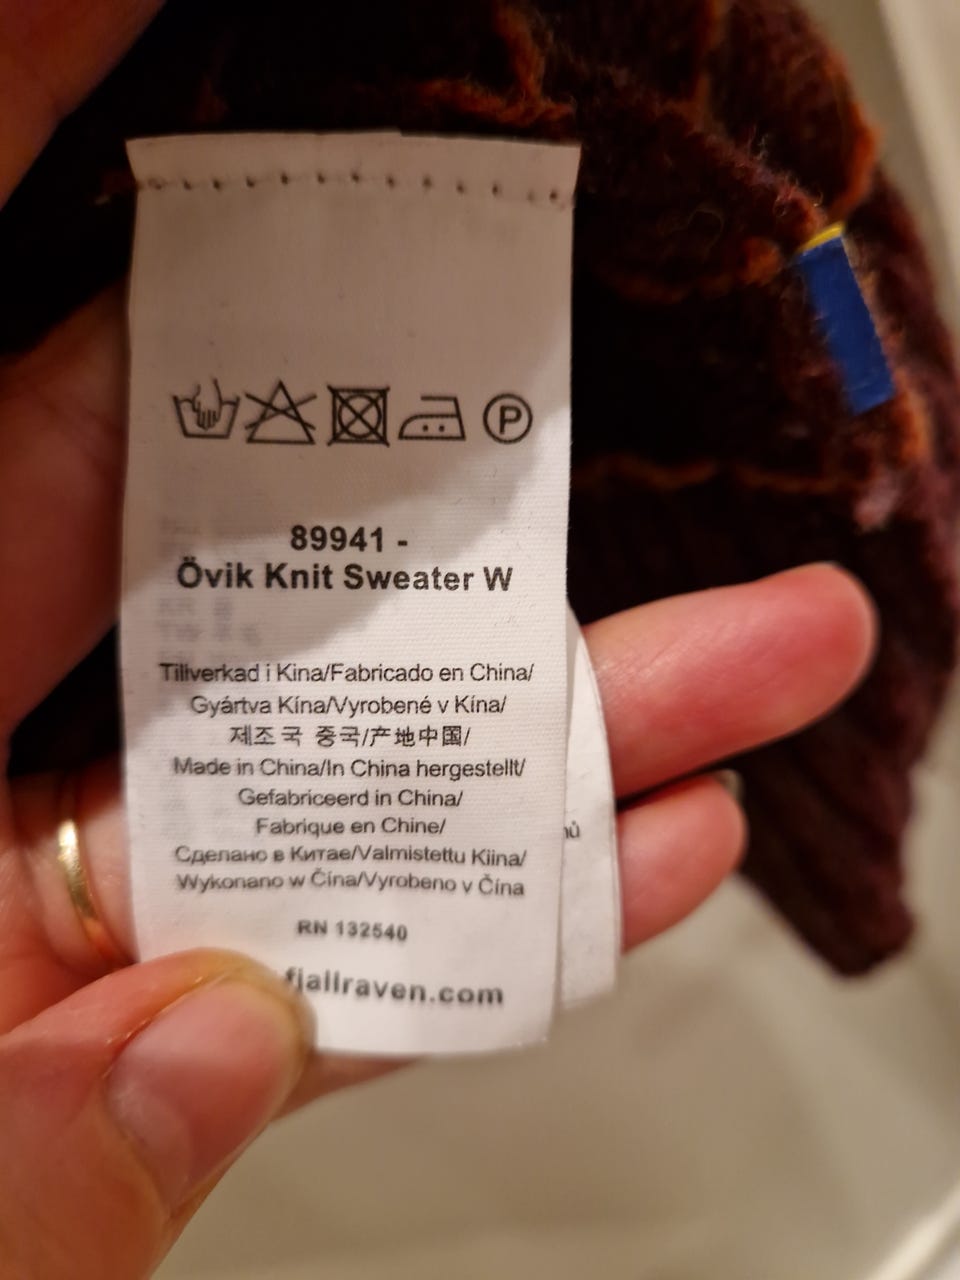 P
89941 -
Övik Knit Sweater W
Tillverkad i Kina/Fabricado en China/
Gyártva Kína/Vyrobené v Kína/
제조국 중국/产地中国/
Made in China/In China hergestellt/
Gefabriceerd in China/
Fabrique en Chine/
Сделано в Китае/Valmistettu Kiina/
Wykonano w Čína/Vyrobeno v Čína
RN 132540
fjallraven.com